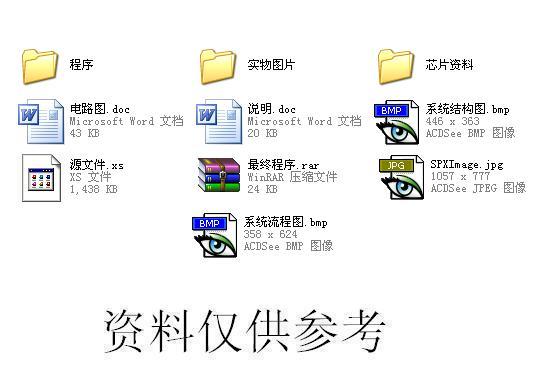 程序
实物图片
芯片资料
电路图.doc
Microsoft Word 文档
43 KB
说明.doc
Microsoft Word 文档
20 KB
BMP
系统结构图.bmp
446 x 363
ACDSee BMP 图像
源文件.xs
XS 文件
1,438 KB
最终程序.rar
WinRAR 压缩文件
24 KB
JPG
SPXImage.jpg
1057 x 777
ACDSee JPEG 图像
BMP
系统流程图.bmp
358 x 624
ACDSee BMP 图像
资料仅供参考